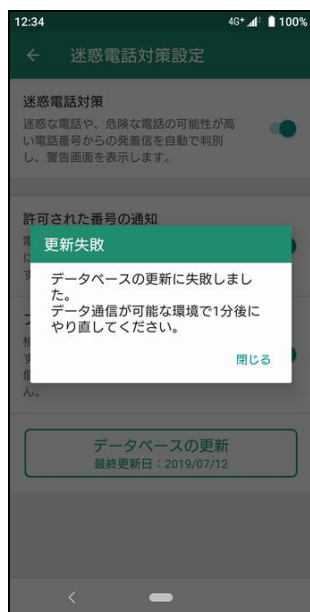 12:34
4G+
100%
迷惑電話対策設定
迷惑電話対策
迷惑な電話や、危険な電話の可能性が高
い電話番号からの発着信を自動で判別
し、警告画面を表示します。
許可された番号の通知
更新失敗
データベースの更新に失敗しまし
た。
データ通信が可能な環境で1分後に
やり直してください。
閉じる
ん。
データベースの更新
最終更新日：2019/07/12